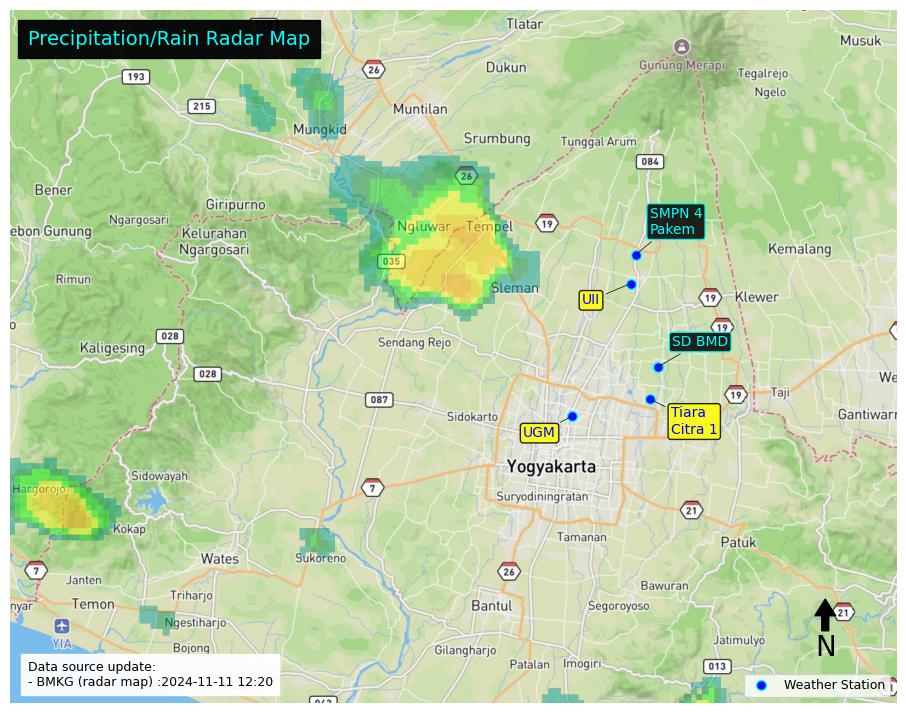 Precipitation/Rain Radar Map
Tlatar
Musuk
26
Gunung Merapi
193
Dukun
Tegalrejo
Ngelo
215
Muntilan
Mungkid
Srumbung
Tunggal Arum
084
26
Bener
Giripurno
SMPN 4
Pakem
Ngargosari
Ngluwar
Tempel
19
ebon Gunung
Kelurahan
Ngargosari
Kemalang
035
Rimun
Sleman
UII
19
Klewer
19
028
Kaligesing
Sendang Rejo
SD BMD
028
087
19
Taji
We
Sidokarto
Tiara
Citra 1
Gantiwarn
UGM
Yogyakarta
Sidowayah
Hargorojo
7
Suryodiningratan
21
Kokap
Tamanan
Patuk
Wates
Sukoreno
7
26
Janten
Bawuran
Triharjo
nyar
Temon
Bantul
Segoroyoso
21
Ngestiharjo
YIA
N
Bojong
Gilangharjo
Jatimulyo
Patalan
Imogiri
013
Data source update:
- BMKG (radar map) :2024-11-11 12:20
Weather Station